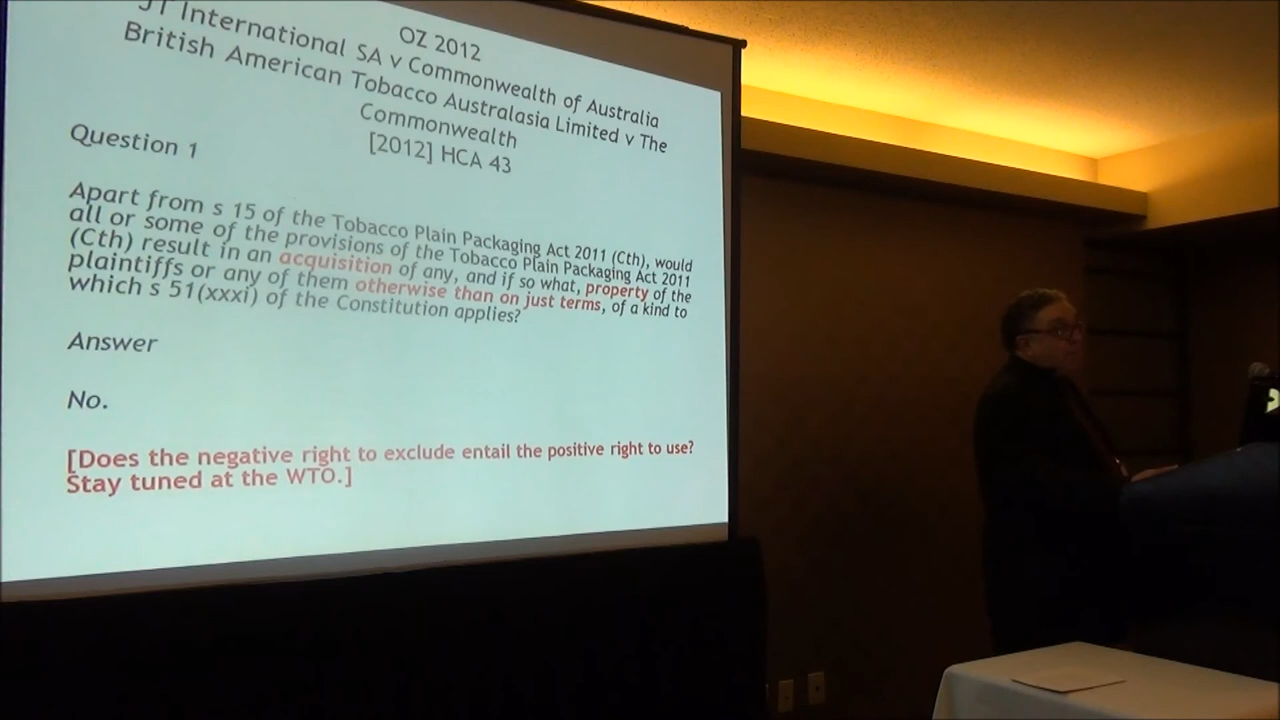 OZ 2012
JT International SA v Commonwealth of Australia
British American Tobacco Australasia Limited v The
Commonwealth
[2012] HCA 43
Question 1
Apart from s 15 of the Tobacco Plain Packaging Act 2011 (Cth), would
all or some of the provisions of the Tobacco Plain Packaging Act 2011
(Cth) result in an acquisition of any, and if so what, property of the
plaintiffs or any of them otherwise than on just terms, of a kind to
which s 51(xxxi) of the Constitution applies?
Answer
No.
[Does the negative right to exclude entail the positive right to use?
Stay tuned at the WTO.]